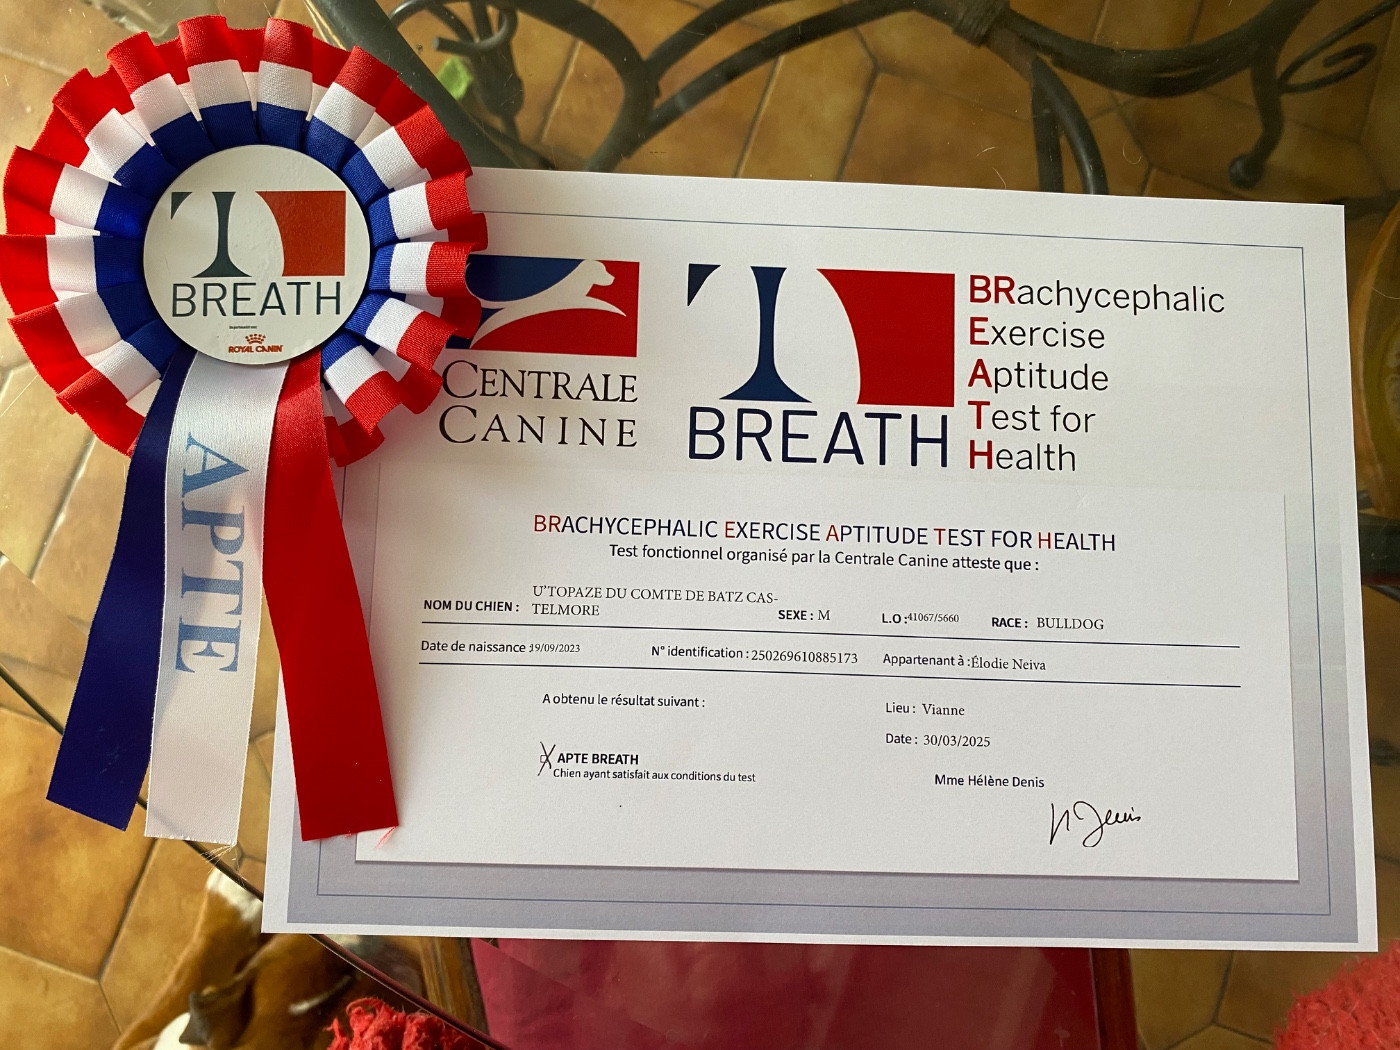 BREATH
ROYAL CANIN
APTE
CENTRALE
CANINE
BREATH
BRachycephalic
Exercise
Aptitude
Test for
Health
BRACHYCEPHALIC EXERCISE APTITUDE TEST FOR HEALTH
Test fonctionnel organisé par la Centrale Canine atteste que :
NOM DU CHIEN : U'TOPAZE DU COMTE DE BATZ CAS-
TELMORE SEXE : M L.O : 41067/5660 RACE : BULLDOG
Date de naissance : 19/09/2023 N° identification : 250269610885173 Appartenant à : Élodie Neiva
A obtenu le résultat suivant :
Lieu : Vianne
Date : 30/03/2025
APTE BREATH
Chien ayant satisfait aux conditions du test
Mme Hélène Denis
H Denis